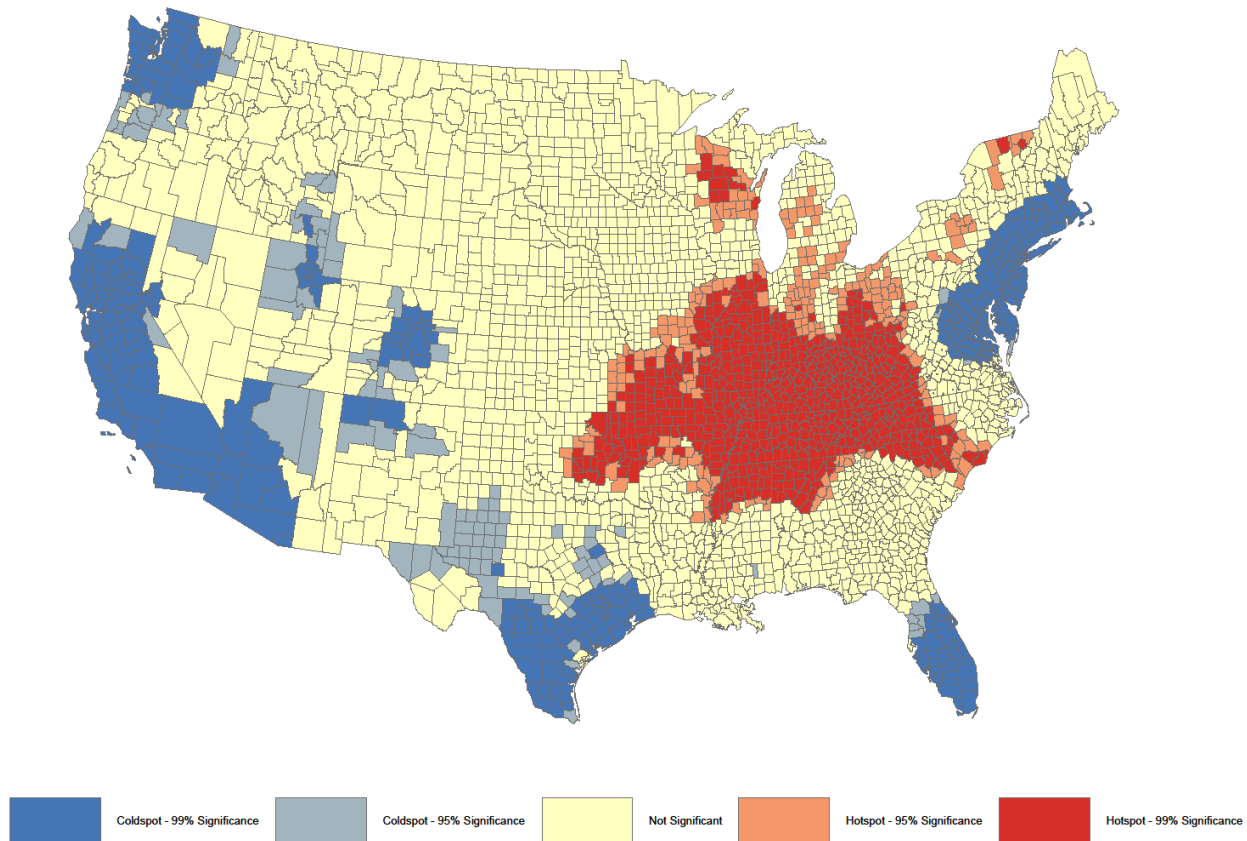 Coldspot - 99% Significance
Coldspot - 95% Significance
Not Significant
Hotspot - 95% Significance
Hotspot - 99% Significance